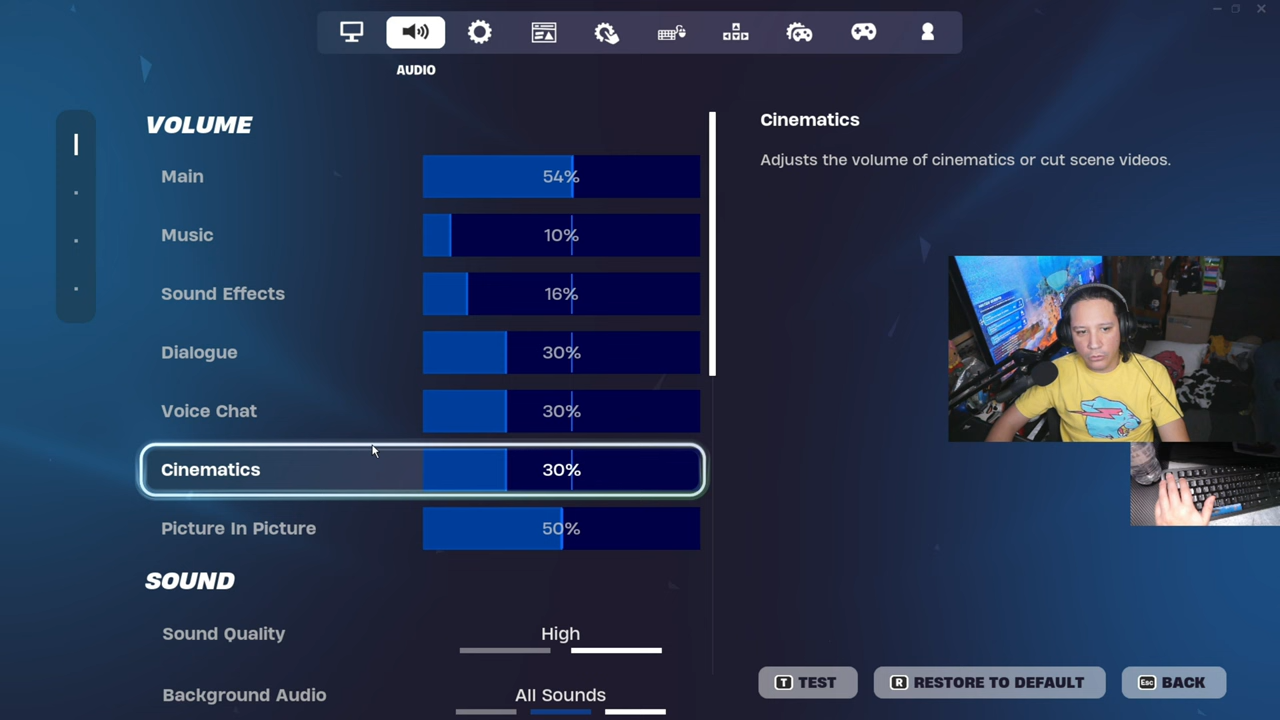 AUDIO
VOLUME
Main 54%
Music 10%
Sound Effects 16%
Dialogue 30%
Voice Chat 30%
Cinematics 30%
Picture In Picture 50%
SOUND
Sound Quality High
Background Audio All Sounds
Cinematics
Adjusts the volume of cinematics or cut scene videos.
T TEST
R RESTORE TO DEFAULT
Esc BACK